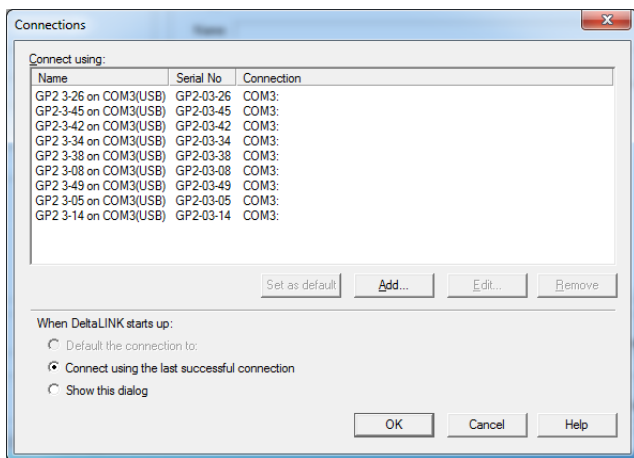 Connections
Connect using:
Name Serial No Connection
GP2 3-26 on COM3(USB) GP2-03-26 COM3:
GP2-3-45 on COM3(USB) GP2-03-45 COM3:
GP2-3-42 on COM3(USB) GP2-03-42 COM3:
GP2 3-34 on COM3(USB) GP2-03-34 COM3:
GP2 3-38 on COM3(USB) GP2-03-38 COM3:
GP2 3-08 on COM3(USB) GP2-03-08 COM3:
GP2 3-49 on COM3(USB) GP2-03-49 COM3:
GP2 3-05 on COM3(USB) GP2-03-05 COM3:
GP2 3-14 on COM3(USB) GP2-03-14 COM3:
Set as default Add... Edit... Remove
When DeltaLINK starts up:
Default the connection to:
Connect using the last successful connection
Show this dialog
OK Cancel Help